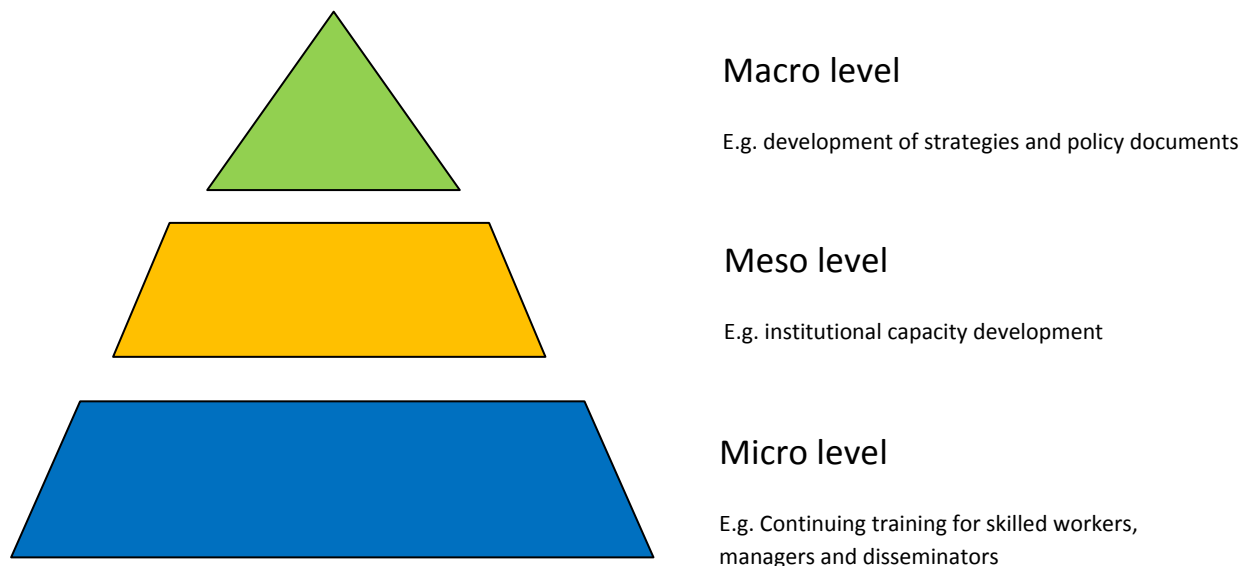 Macro level
E.g. development of strategies and policy documents
Meso level
E.g. institutional capacity development
Micro level
E.g. Continuing training for skilled workers,
managers and disseminators